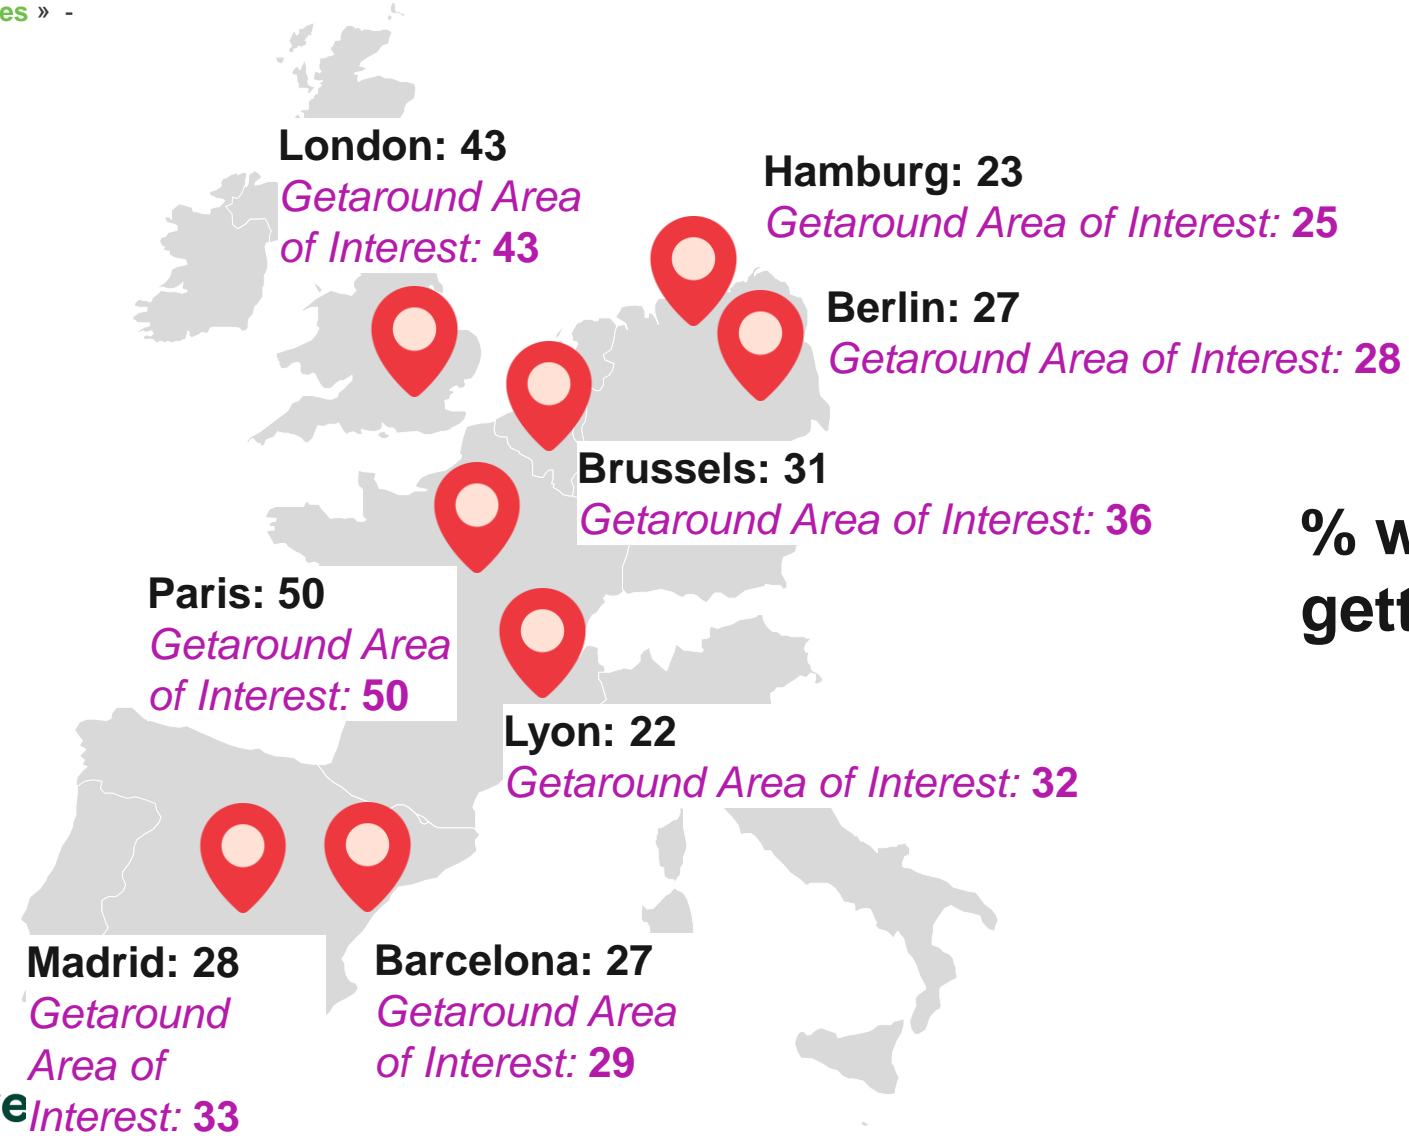 es » -
London: 43
Getaround Area
of Interest: 43
Hamburg: 23
Getaround Area of Interest: 25
Berlin: 27
Getaround Area of Interest: 28
Brussels: 31
Getaround Area of Interest: 36
%
Paris: 50
Getaround Area
of Interest: 50
Lyon: 22
Getaround Area of Interest: 32
Madrid: 28
Getaround
Area of
Interest: 33
Barcelona: 27
Getaround Area
of Interest: 29